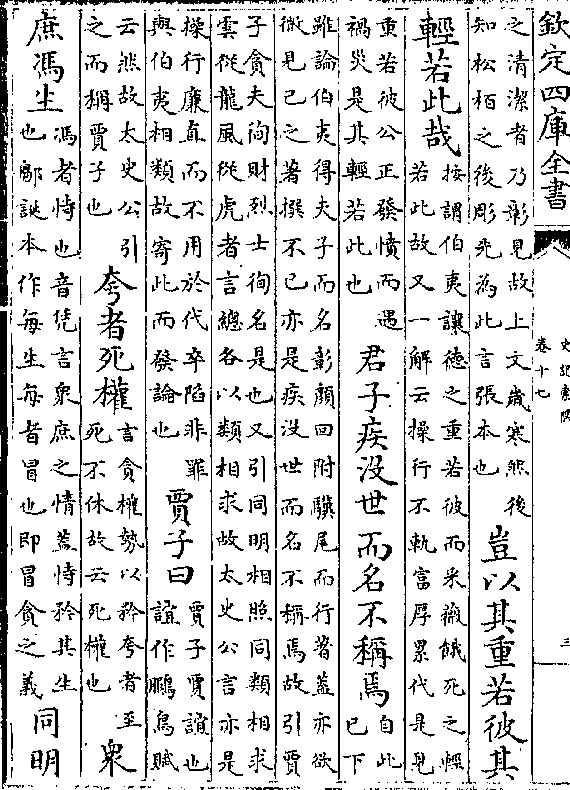 欽定四庫全書
史記索隱
卷十七
三
之清潔者乃彰見故上文歲寒然後
知松栢之後彫先為此言張本也
豈以其重若彼其
輕若此哉
按謂伯夷讓德之重若彼而采薇餓死之輕
若此故又一解云操行不軌富厚累代是見
重若彼公正發憤而遇
禍災是其輕若此也
君子疾没世而名不稱焉
自此
已下
雖論伯夷得夫子而名彰顏回附驥尾而行著蓋亦欲
微見已之著撰不已亦是疾没世而名不稱焉故引賈
子貪夫徇財烈士徇名是也又引同明相照同類相求
雲從龍風從虎者言總各以類相求故太史公言亦是
操行廉直而不用於代卒陷非罪
與伯夷相類故寄此而發論也
賈子曰
賈子賈誼也
誼作鵬鳥賦
云然故太史公引
之而稱賈子也
夸者死權
言貪權勢以矜夸者至
死不休故云死權也
衆
庶馮生
馮者恃也音凭言衆庶之情蓋恃矜其生
也鄒誕本作每生每者冒也即冒貪之義
同明